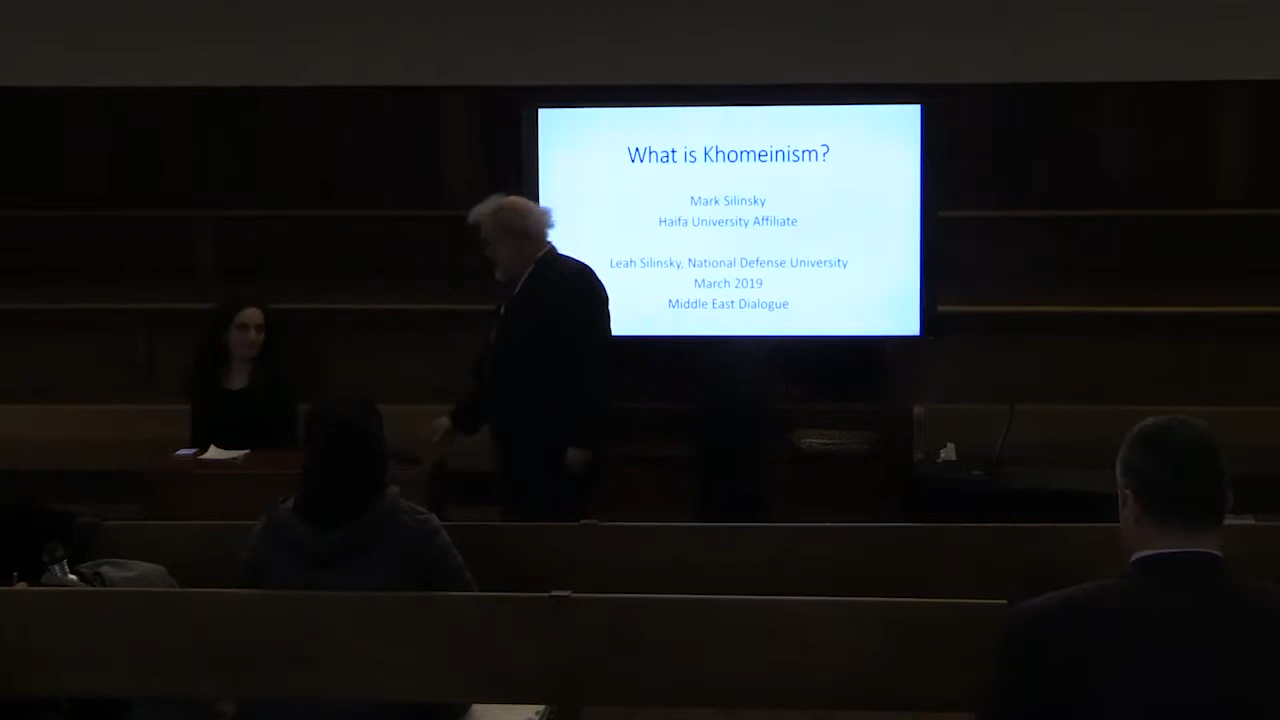 What is Khomeinism?
Mark Silinsky
Haifa University Affiliate
Leah Silinsky, National Defense University
March 2019
Middle East Dialogue